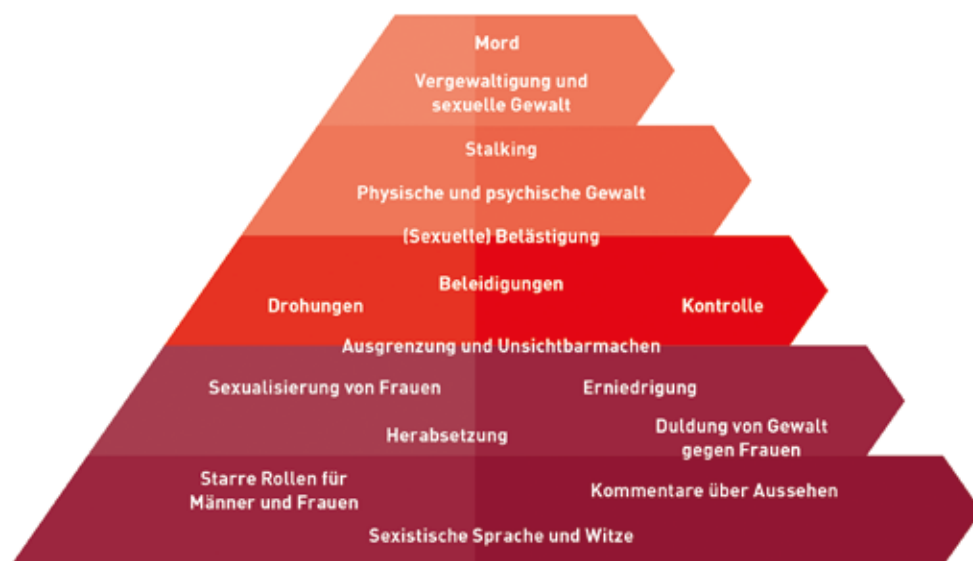 Mord
Vergewaltigung und
sexuelle Gewalt
Stalking
Physische und psychische Gewalt
(Sexuelle) Belästigung
Beleidigungen
Drohungen
Kontrolle
Ausgrenzung und Unsichtbarmachen
Sexualisierung von Frauen
Erniedrigung
Herabsetzung
Duldung von Gewalt
gegen Frauen
Starre Rollen für
Männer und Frauen
Kommentare über Aussehen
Sexistische Sprache und Witze